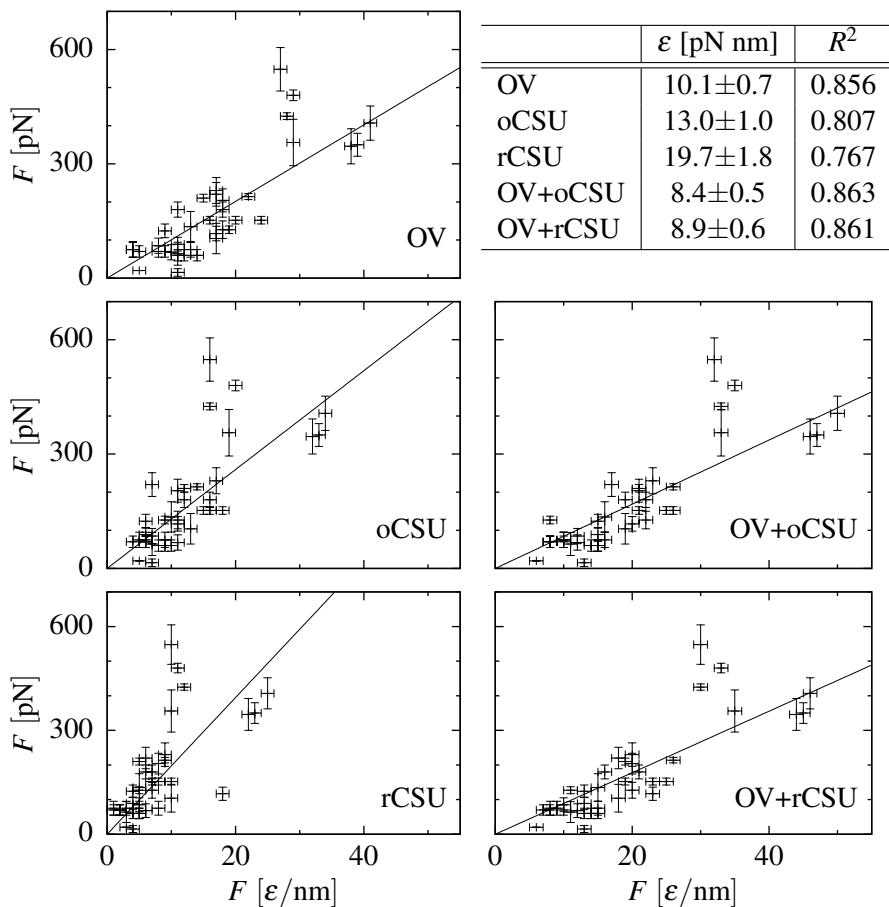 600
300
0
F [pN]
OV
ε [pN nm] R²
OV 10.1±0.7 0.856
oCSU 13.0±1.0 0.807
rCSU 19.7±1.8 0.767
OV+oCSU 8.4±0.5 0.863
OV+rCSU 8.9±0.6 0.861
600
300
0
F [pN]
oCSU
OV+oCSU
600
300
0
F [pN]
rCSU
0 20 40
F [ε/nm]
OV+rCSU
0 20 40
F [ε/nm]